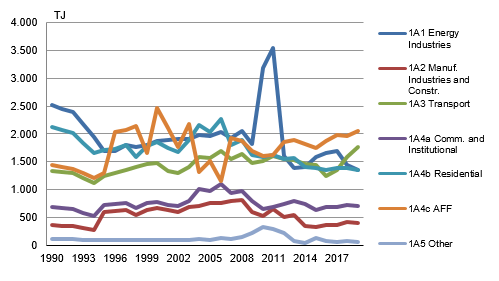 TJ
4.000
3.500
3.000
2.500
2.000
1.500
1.000
500
0
1990 1993 1996 1999 2002 2005 2008 2011 2014 2017
1A1 Energy
Industries
1A2 Manuf.
Industries and
Constr.
1A3 Transport
1A4a Comm. and
Institutional
1A4b Residential
1A4c AFF
1A5 Other